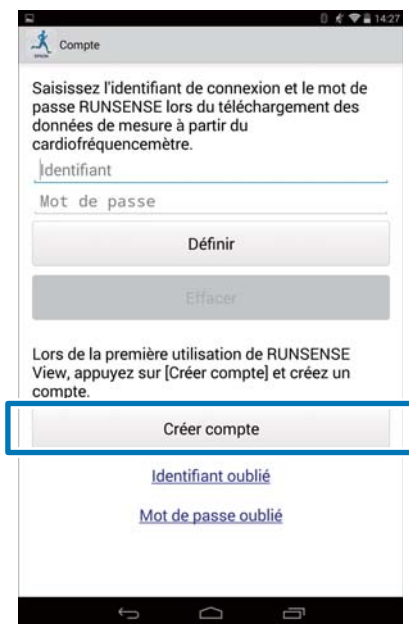 14:27
EPSON
Compte
Saisissez l'identifiant de connexion et le mot de
passe RUNSENSE lors du téléchargement des
données de mesure à partir du
cardiofréquencemètre.
Identifiant
Mot de passe
Définir
Effacer
Lors de la première utilisation de RUNSENSE
View, appuyez sur [Créer compte] et créez un
compte.
Créer compte
Identifiant oublié
Mot de passe oublié